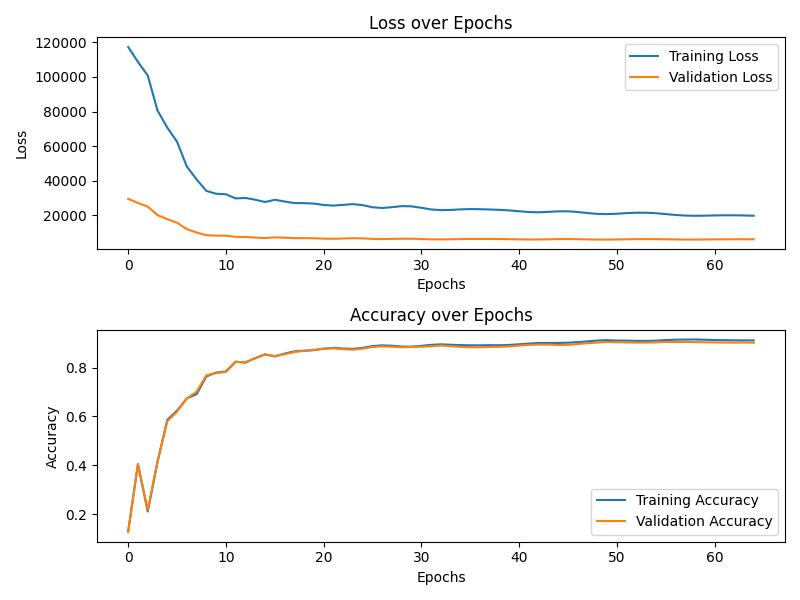 Loss over Epochs
120000
100000
80000
60000
40000
20000
Loss
Training Loss
Validation Loss
0 10 20 30 40 50 60
Epochs
Accuracy over Epochs
0.8
0.6
0.4
0.2
Accuracy
Training Accuracy
Validation Accuracy
0 10 20 30 40 50 60
Epochs